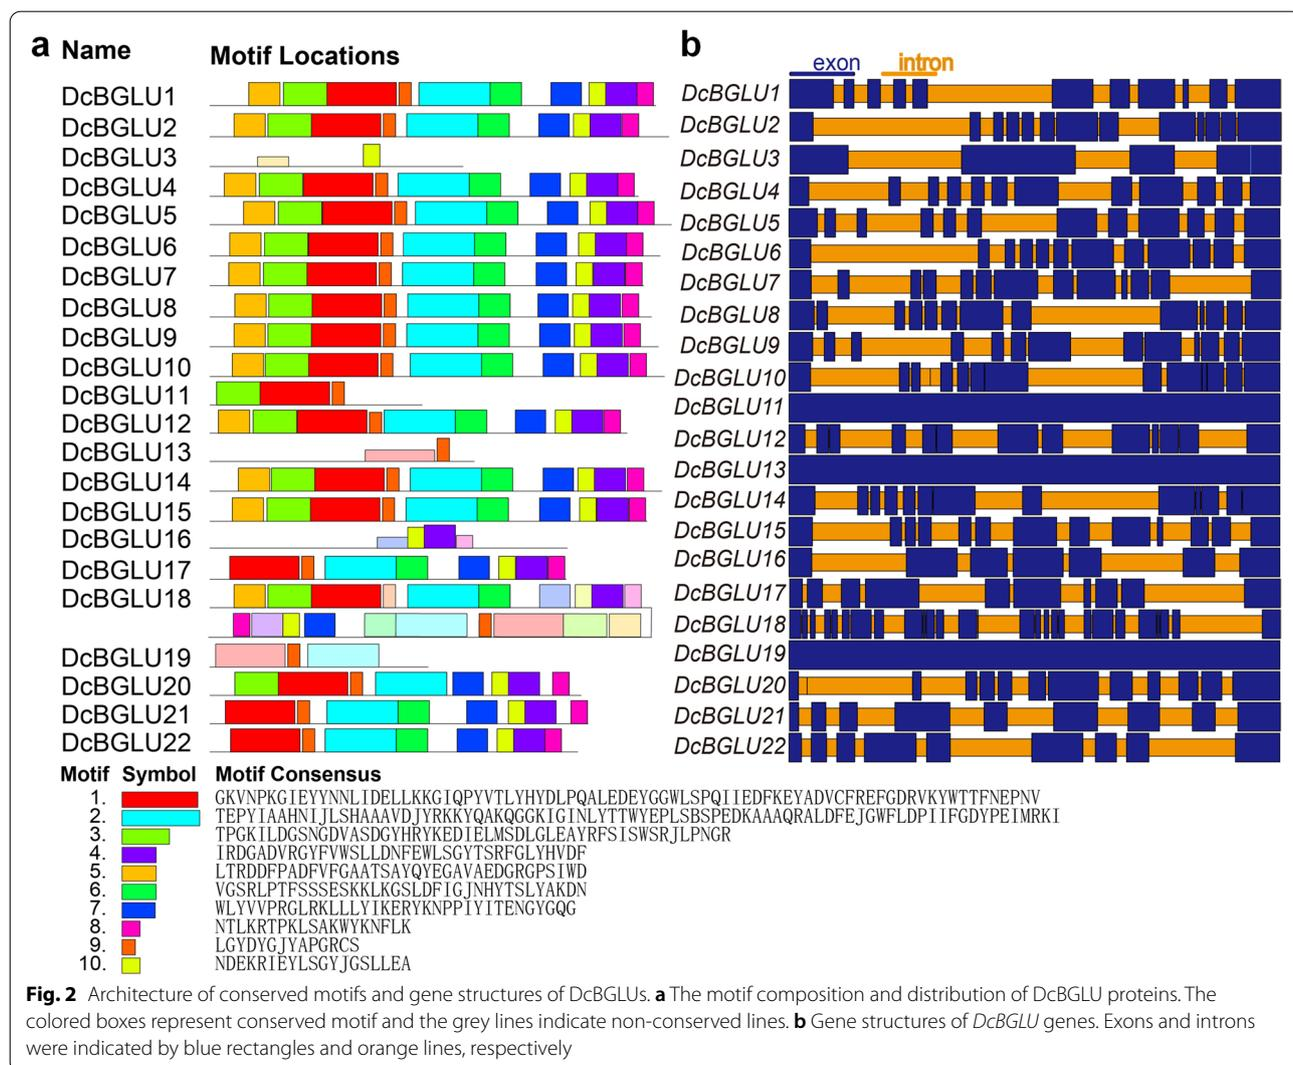 a Name Motif Locations
DcBGLU1
DcBGLU2
DcBGLU3
DcBGLU4
DcBGLU5
DcBGLU6
DcBGLU7
DcBGLU8
DcBGLU9
DcBGLU10
DcBGLU11
DcBGLU12
DcBGLU13
DcBGLU14
DcBGLU15
DcBGLU16
DcBGLU17
DcBGLU18
DcBGLU19
DcBGLU20
DcBGLU21
DcBGLU22
b
exon intron
DcBGLU1
DcBGLU2
DcBGLU3
DcBGLU4
DcBGLU5
DcBGLU6
DcBGLU7
DcBGLU8
DcBGLU9
DcBGLU10
DcBGLU11
DcBGLU12
DcBGLU13
DcBGLU14
DcBGLU15
DcBGLU16
DcBGLU17
DcBGLU18
DcBGLU19
DcBGLU20
DcBGLU21
DcBGLU22
Motif Symbol Motif Consensus
1. GKVNPKGIEYYNNLIDELLKKGIQPYVTLYHYDLPQALEDEYGGWLSPQIIEDFKEYADVCFREFGDRVKYWTTFNEPNV
2. TEPYIAAHNIJLSHAAAVDJYRKKYQAKQGGKIGINLYTTWYEPLSBSPEDKAAAQRALDFEJGWFLDPIIFGDYPEIMRKI
3. TPGKILDGSNGDVASDGYHRYKEDIELMSDLGLEAYRFSISWSRJLPNGR
4. IRDGADVRGYFVWSLLDNFEWLSGYTSRFGLYHVDF
5. LTRDDFPADFVFGAATSAYQYEGAVAEDGRGPSIWD
6. VGSRLPTFSSSESKKLKGSLDFIGJNHYTSLYAKDN
7. WLYVVPRGLRKLLLYIKERYKNPPIYITENGYGQG
8. NTLKRTPKLSAKWYKNFLK
9. LGYDYGJYAPGRCS
10. NDEKRIEYLSGYJGSLLEA
Fig. 2 Architecture of conserved motifs and gene structures of DcBGLUs. a The motif composition and distribution of DcBGLU proteins. The
colored boxes represent conserved motif and the grey lines indicate non-conserved lines. b Gene structures of DcBGLU genes. Exons and introns
were indicated by blue rectangles and orange lines, respectively